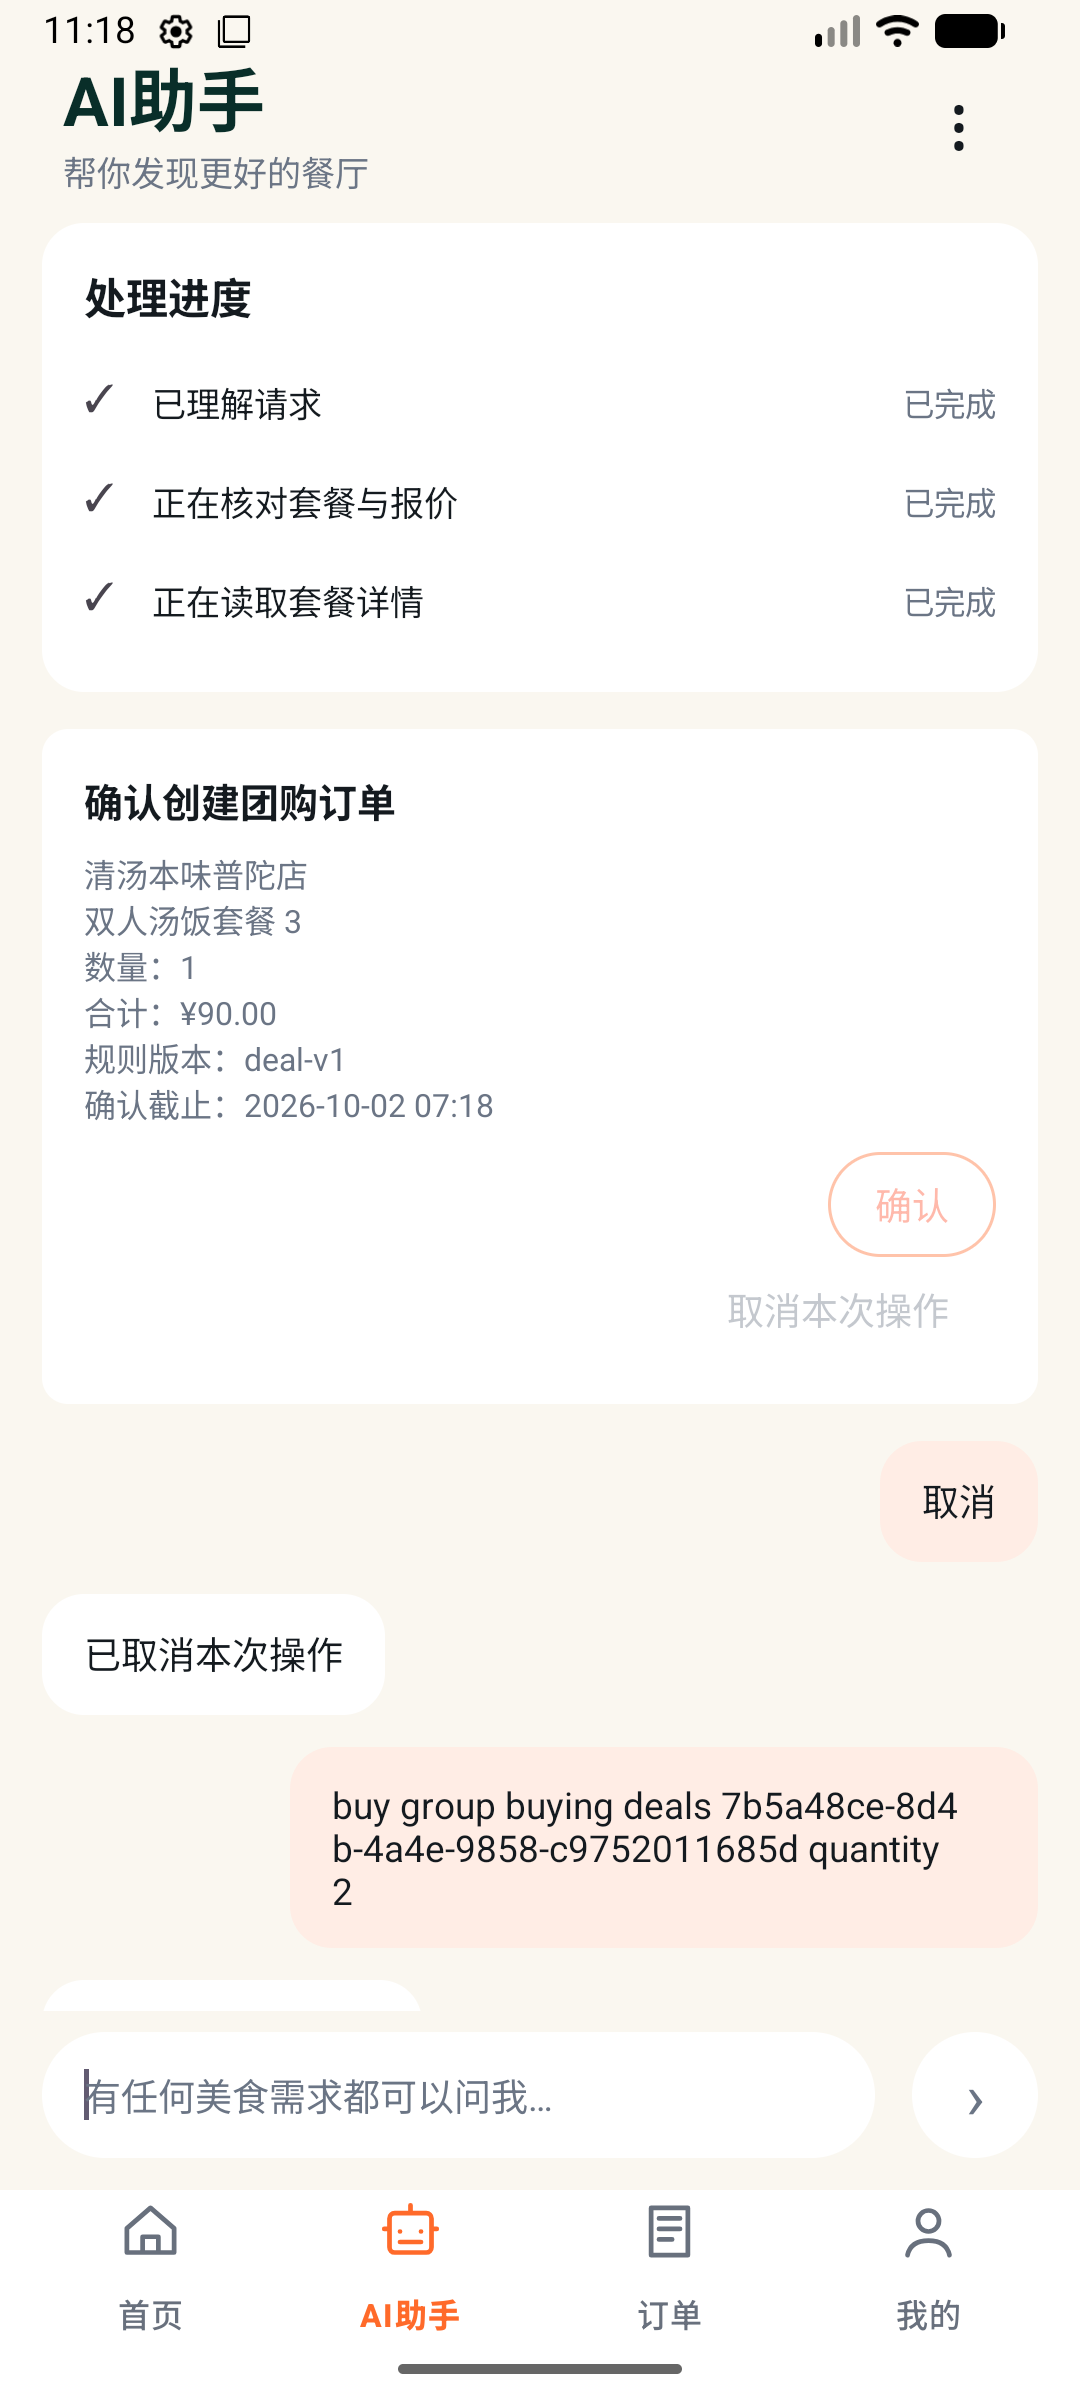 11:18
AI助手
帮你发现更好的餐厅
处理进度
✓ 已理解请求 已完成
✓ 正在核对套餐与报价 已完成
✓ 正在读取套餐详情 已完成
确认创建团购订单
清汤本味普陀店
双人汤饭套餐 3
数量：1
合计：¥90.00
规则版本：deal-v1
确认截止：2026-10-02 07:18
确认
取消本次操作
取消
已取消本次操作
buy group buying deals 7b5a48ce-8d4
b-4a4e-9858-c9752011685d quantity
2
有任何美食需求都可以问我...
首页 AI助手 订单 我的